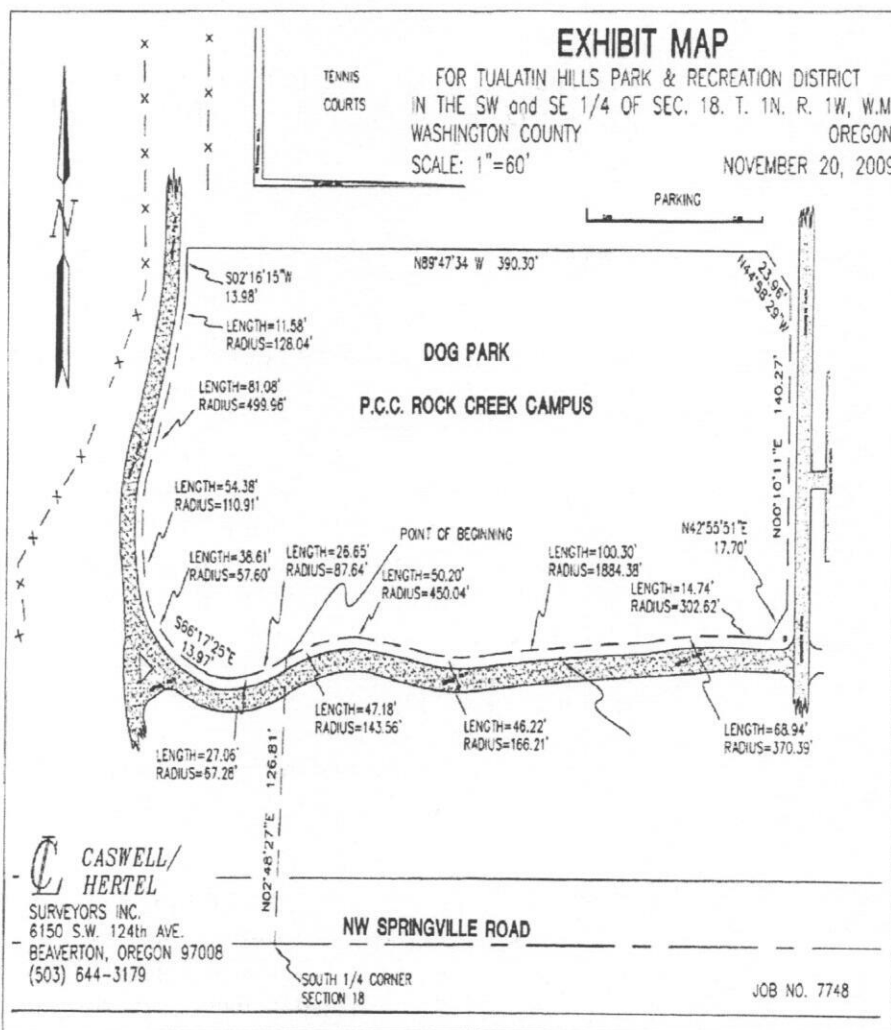 EXHIBIT MAP
TENNIS
COURTS
FOR TUALATIN HILLS PARK & RECREATION DISTRICT
IN THE SW and SE 1/4 OF SEC. 18. T. 1N. R. 1W, W.M
WASHINGTON COUNTY OREGON
SCALE: 1"=60' NOVEMBER 20, 2009
PARKING
N
N89°47'34 W 390.30'
23.96'
N44°58'29"W
S02°16'15"W
13.98'
LENGTH=11.58'
RADIUS=128.04'
DOG PARK
P.C.C. ROCK CREEK CAMPUS
N00°10'11"E 140.27'
LENGTH=81.08'
RADIUS=499.96'
LENGTH=54.38'
RADIUS=110.91'
POINT OF BEGINNING
N42°55'51"E
17.70'
LENGTH=38.61'
RADIUS=57.60'
LENGTH=26.65'
RADIUS=87.64'
LENGTH=50.20'
RADIUS=450.04'
LENGTH=100.30'
RADIUS=1884.38'
LENGTH=14.74'
RADIUS=302.62'
S66°17'25"E
13.97'
LENGTH=27.06'
RADIUS=67.28'
LENGTH=47.18'
RADIUS=143.56'
LENGTH=46.22'
RADIUS=166.21'
LENGTH=68.94'
RADIUS=370.39'
N02°48'27"E 126.81'
CASWELL/
HERTEL
SURVEYORS INC.
6150 S.W. 124th AVE.
BEAVERTON, OREGON 97008
(503) 644-3179
NW SPRINGVILLE ROAD
SOUTH 1/4 CORNER
SECTION 18
JOB NO. 7748